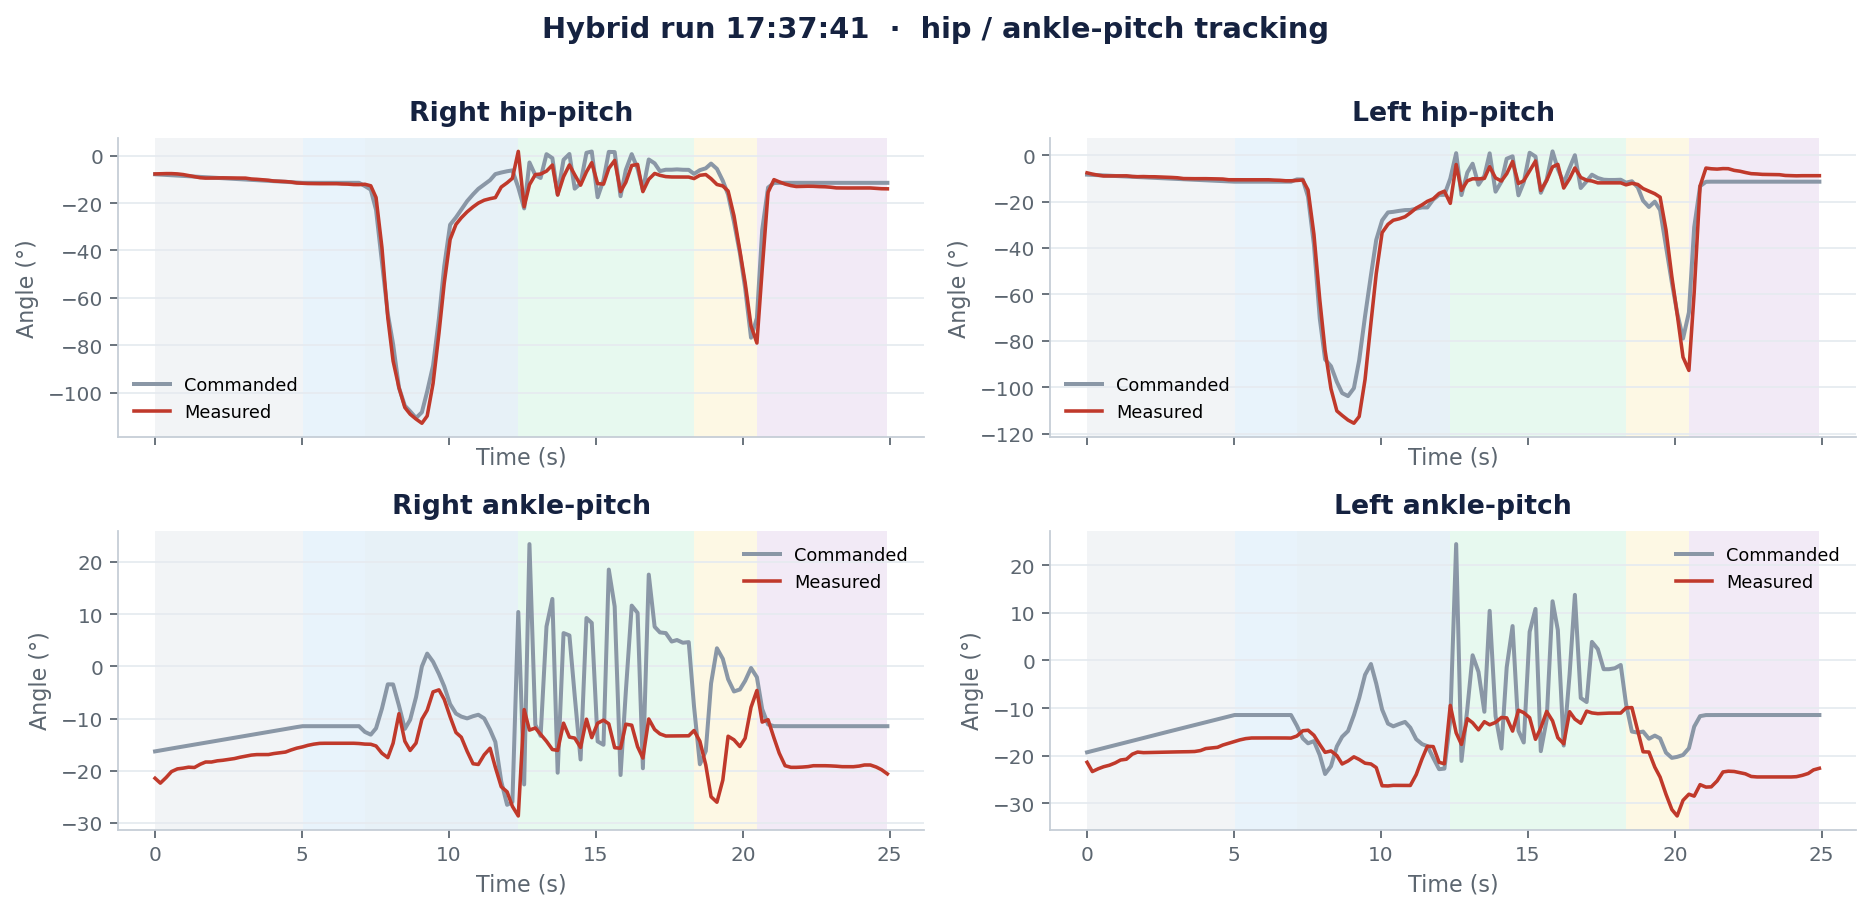 Hybrid run 17:37:41  ·  hip / ankle-pitch tracking
Right hip-pitch
Angle (°)
0
−20
−40
−60
−80
−100
Commanded
Measured
Time (s)
Left hip-pitch
Angle (°)
0
−20
−40
−60
−80
−100
−120
Commanded
Measured
Time (s)
Right ankle-pitch
Angle (°)
20
10
0
−10
−20
−30
Commanded
Measured
0 5 10 15 20 25
Time (s)
Left ankle-pitch
Angle (°)
20
10
0
−10
−20
−30
Commanded
Measured
0 5 10 15 20 25
Time (s)